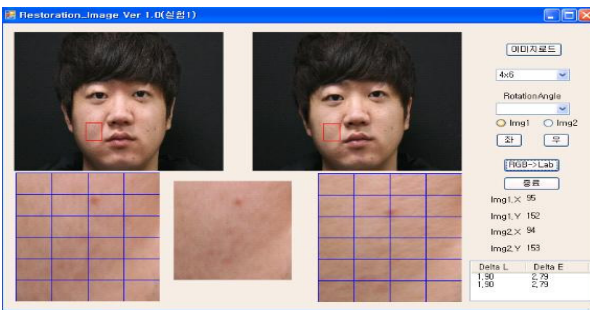 Restoration_Image Ver 1.0(실험1)
이미지로드
4x6
RotationAngle
Img1 Img2
좌 우
RGB->Lab
종료
Img1,X 95
Img1,Y 152
Img2,X 94
Img2,Y 153
Delta L Delta E
1,90 2,79
1,90 2,79